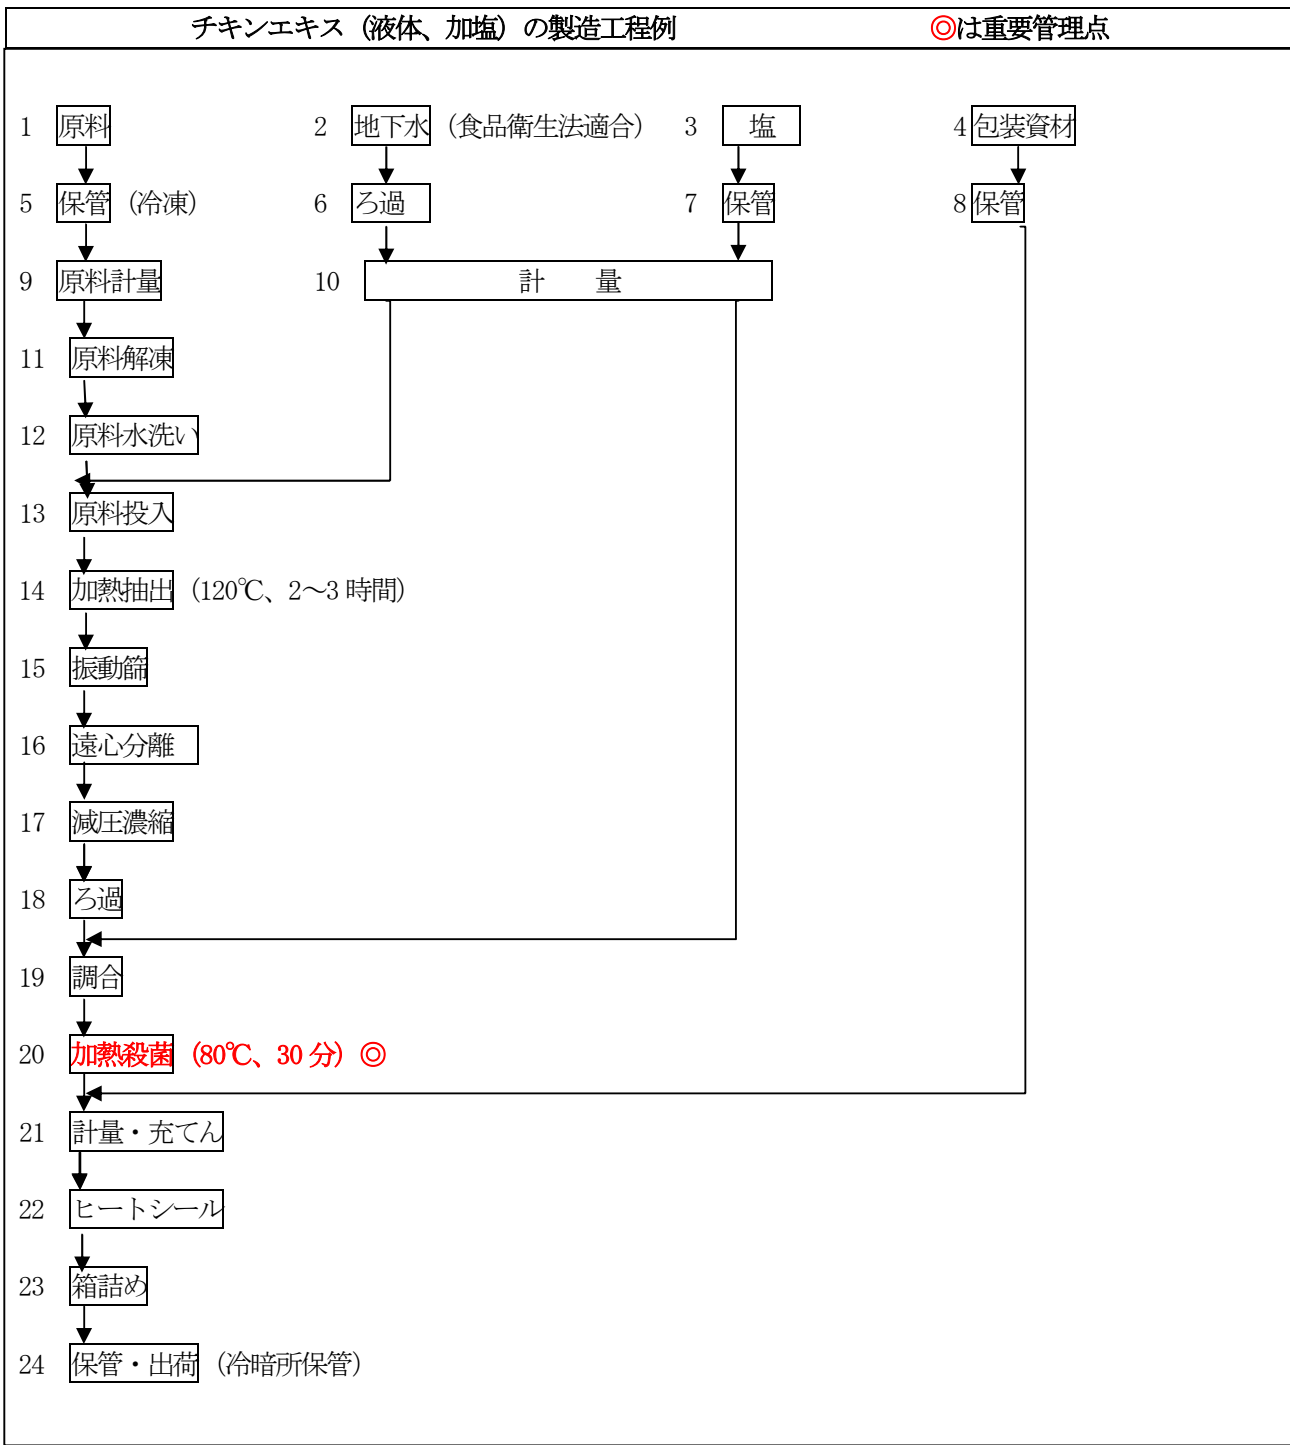 チキンエキス（液体、加塩）の製造工程例 ◎は重要管理点
1 原料 2 地下水（食品衛生法適合） 3 塩 4 包装資材
5 保管（冷凍） 6 ろ過 7 保管 8 保管
9 原料計量 10 計 量
11 原料解凍
12 原料水洗い
13 原料投入
14 加熱抽出（120℃、2～3 時間）
15 振動篩
16 遠心分離
17 減圧濃縮
18 ろ過
19 調合
20 加熱殺菌（80℃、30 分）◎
21 計量・充てん
22 ヒートシール
23 箱詰め
24 保管・出荷（冷暗所保管）